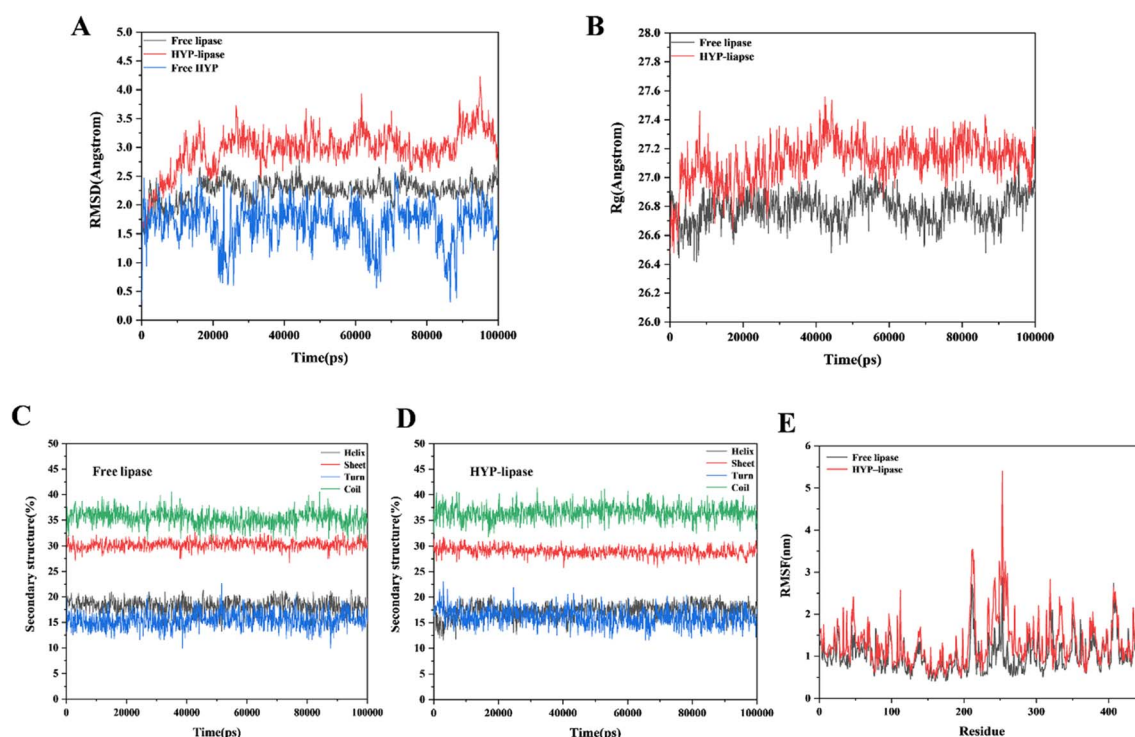 A
5.0
4.5
4.0
3.5
3.0
2.5
2.0
1.5
1.0
0.5
0.0
RMSD(Angstrom)
Free lipase
HYP-lipase
Free HYP
0 20000 40000 60000 80000 100000
Time(ps)
B
28.0
27.8
27.6
27.4
27.2
27.0
26.8
26.6
26.4
26.2
26.0
Rg(Angstrom)
Free lipase
HYP-liapse
0 20000 40000 60000 80000 100000
Time(ps)
C
50
45
40
35
30
25
20
15
10
5
0
Secondary structure(%)
Free lipase
Helix
Sheet
Turn
Coil
0 20000 40000 60000 80000 100000
Time(ps)
D
50
45
40
35
30
25
20
15
10
5
0
Secondary structure(%)
HYP-lipase
Helix
Sheet
Turn
Coil
0 20000 40000 60000 80000 100000
Time(ps)
E
6
5
4
3
2
1
0
RMSF(nm)
Free lipase
HYP-lipase
0 100 200 300 400
Residue